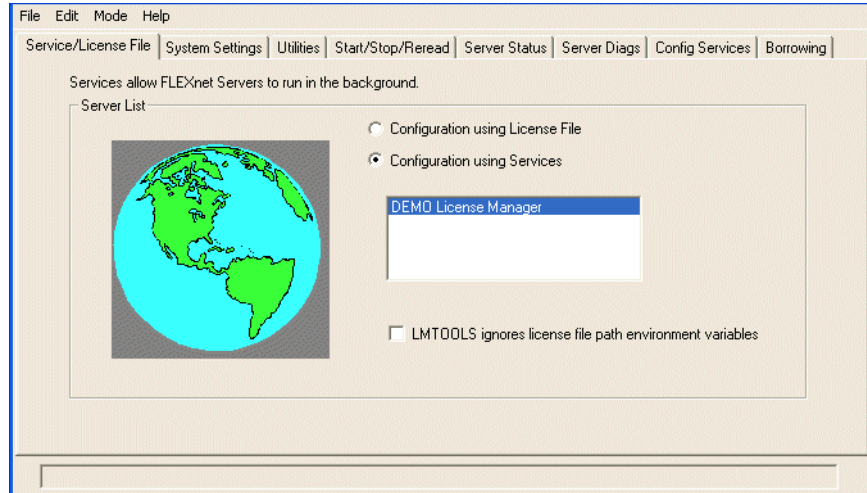 File Edit Mode Help
Service/License File System Settings Utilities Start/Stop/Reread Server Status Server Diags Config Services Borrowing
Services allow FLEXnet Servers to run in the background.
Server List
Configuration using License File
Configuration using Services
DEMO License Manager
LMTOOLS ignores license file path environment variables